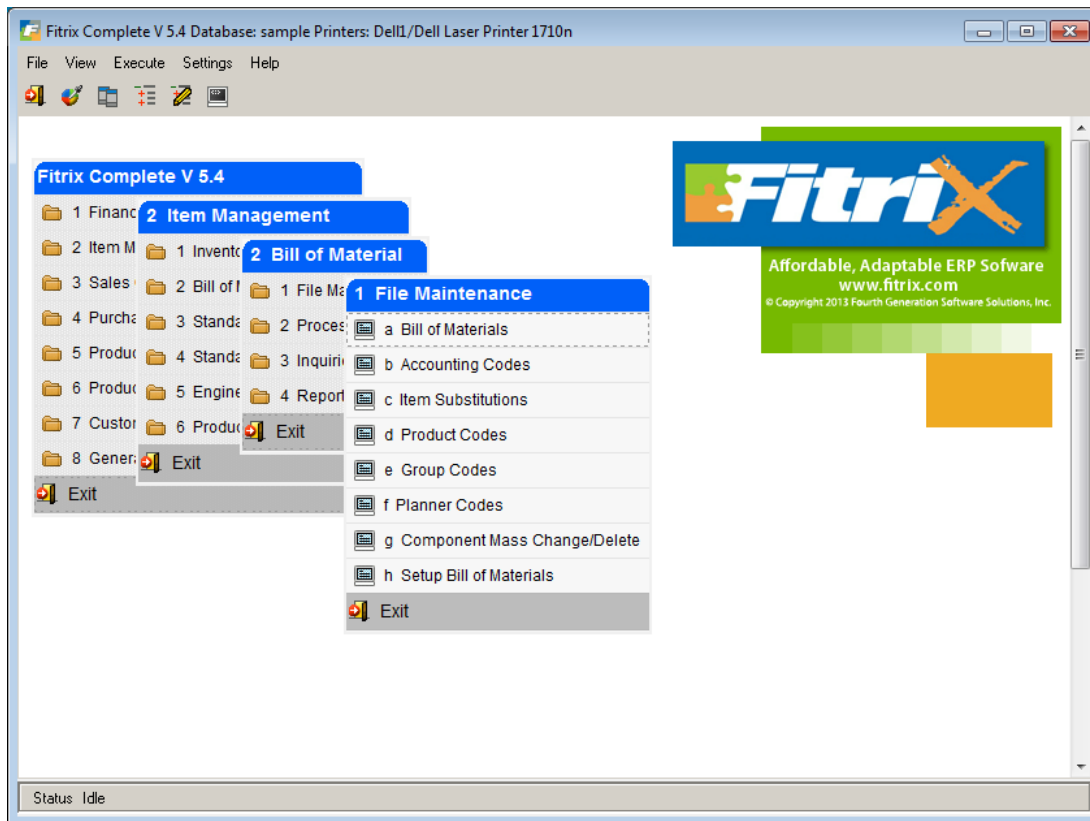 Fitrix Complete V 5.4 Database: sample Printers: Dell1/Dell Laser Printer 1710n
File View Execute Settings Help
FitriX
Affordable, Adaptable ERP Sofware
www.fitrix.com
© Copyright 2013 Fourth Generation Software Solutions, Inc.
Fitrix Complete V 5.4
1 Financ
2 Item M
3 Sales
4 Purcha
5 Produc
6 Produc
7 Custor
8 Genera
Exit
2 Item Management
1 Invento
2 Bill of M
3 Standa
4 Standa
5 Engine
6 Produc
Exit
2 Bill of Material
1 File Ma
2 Proces
3 Inquiri
4 Report
Exit
1 File Maintenance
a Bill of Materials
b Accounting Codes
c Item Substitutions
d Product Codes
e Group Codes
f Planner Codes
g Component Mass Change/Delete
h Setup Bill of Materials
Exit
Status Idle